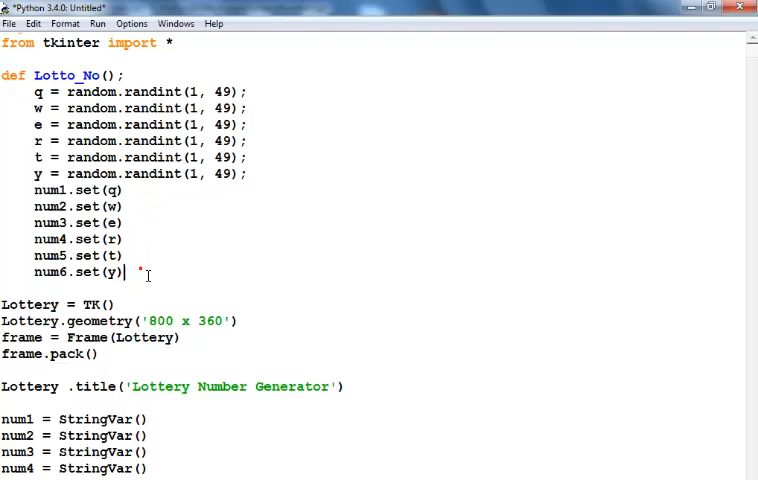 *Python 3.4.0: Untitled*
File Edit Format Run Options Windows Help
from tkinter import *
def Lotto_No();
q = random.randint(1, 49);
w = random.randint(1, 49);
e = random.randint(1, 49);
r = random.randint(1, 49);
t = random.randint(1, 49);
y = random.randint(1, 49);
num1.set(q)
num2.set(w)
num3.set(e)
num4.set(r)
num5.set(t)
num6.set(y)
Lottery = TK()
Lottery.geometry('800 x 360')
frame = Frame(Lottery)
frame.pack()
Lottery .title('Lottery Number Generator')
num1 = StringVar()
num2 = StringVar()
num3 = StringVar()
num4 = StringVar()